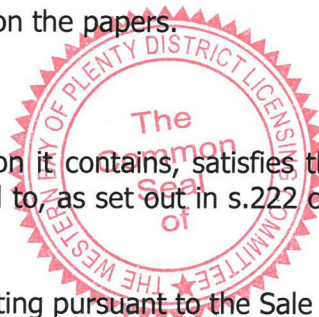 on the papers.
THE WESTERN BAY OF PLENTY DISTRICT LICENSING COMMITTEE
The
Common
Seal
of
on it contains, satisfies th
d to, as set out in s.222 o
ting pursuant to the Sale